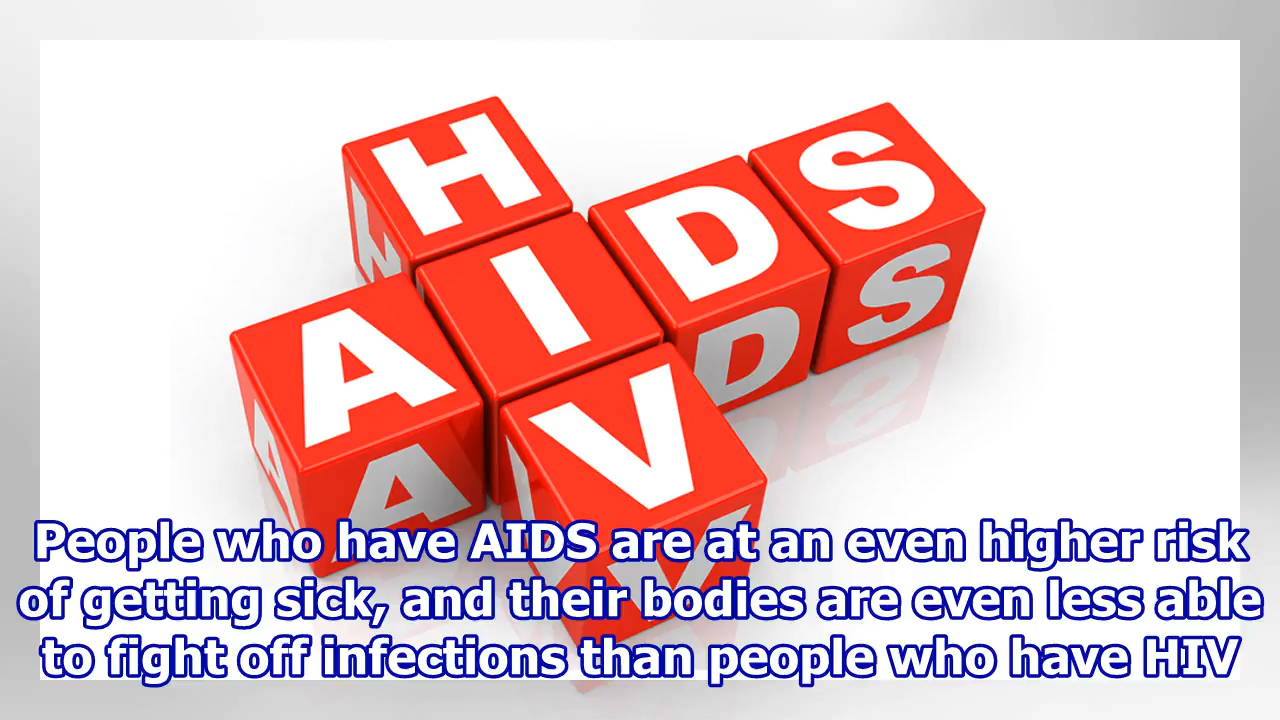 H
AIDS
V
People who have AIDS are at an even higher risk
of getting sick, and their bodies are even less able
to fight off infections than people who have HIV